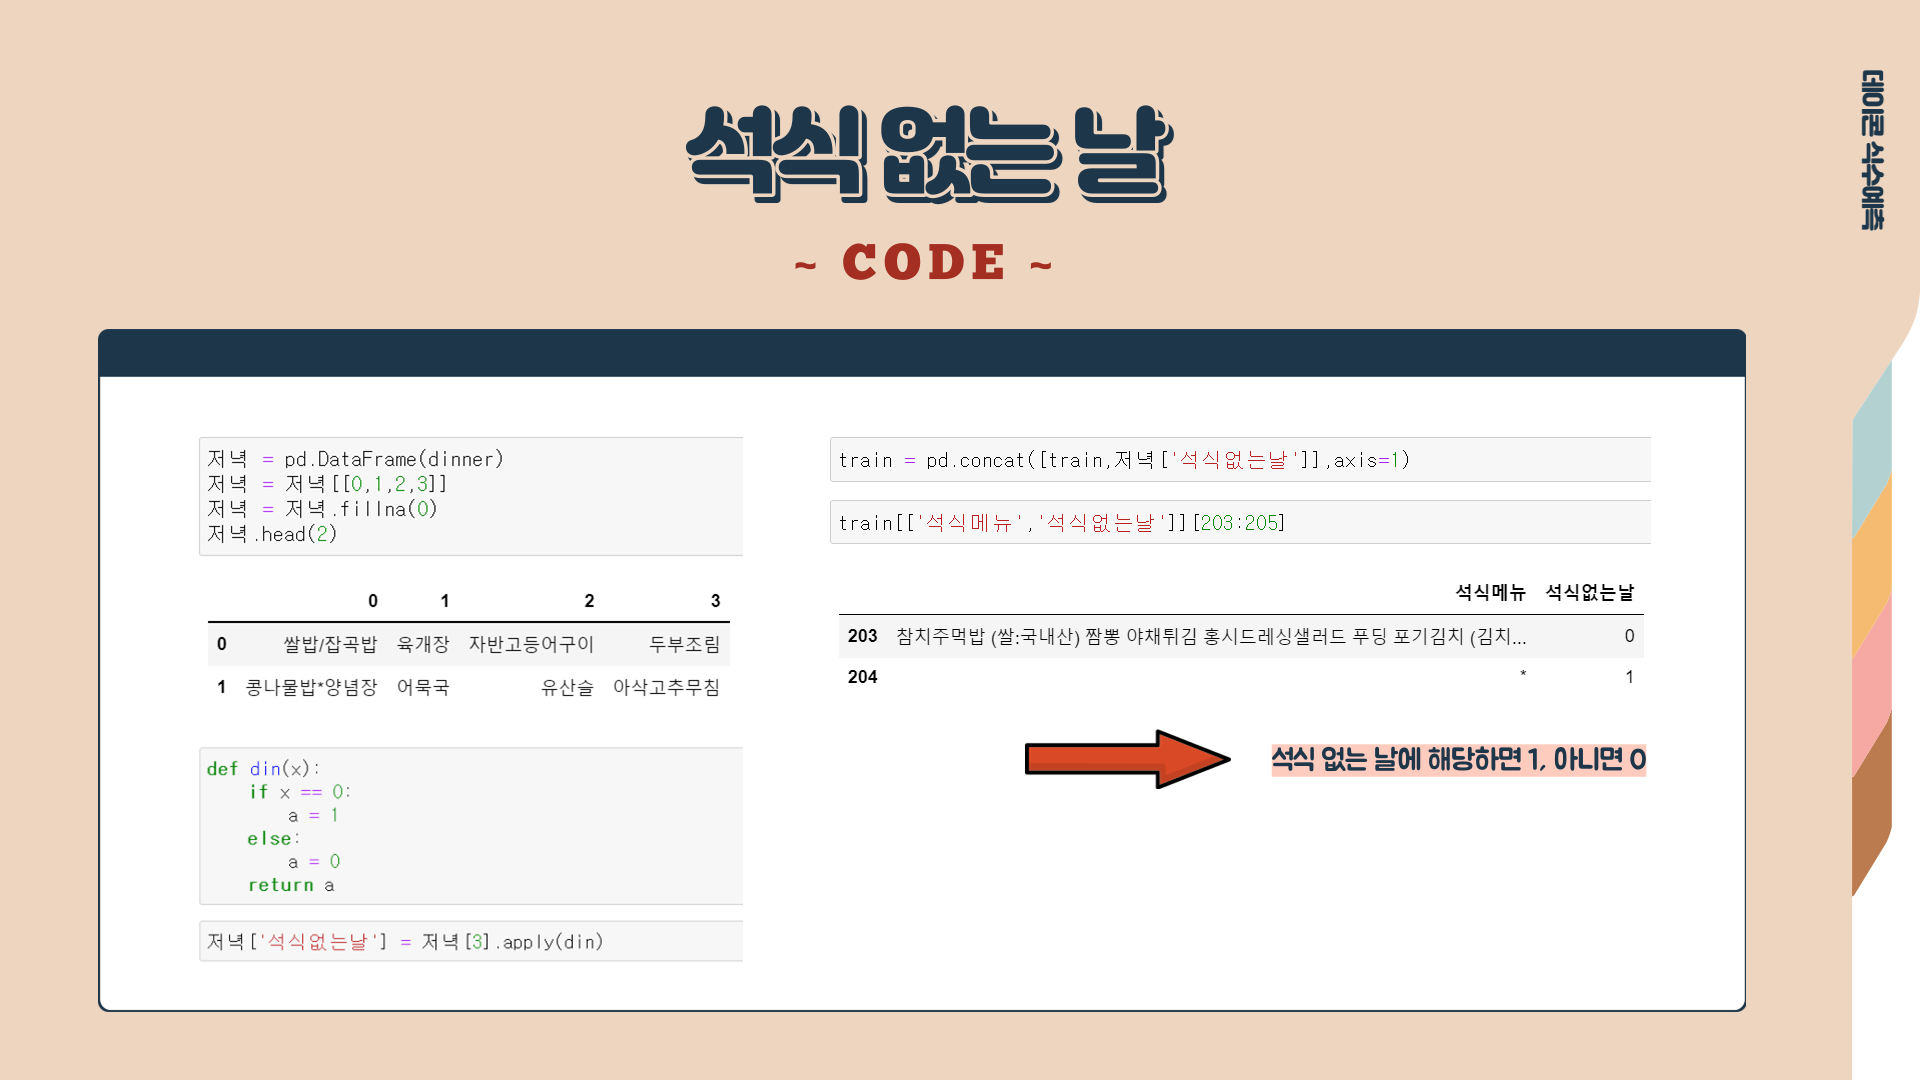 석식 없는 날
~ CODE ~
데이콘 식수예측
저녁 = pd.DataFrame(dinner)
저녁 = 저녁[[0,1,2,3]]
저녁 = 저녁.fillna(0)
저녁.head(2)
0 1 2 3
0 쌀밥/잡곡밥 육개장 자반고등어구이 두부조림
1 콩나물밥*양념장 어묵국 유산슬 아삭고추무침
def din(x):
    if x == 0:
        a = 1
    else:
        a = 0
    return a
저녁['석식없는날'] = 저녁[3].apply(din)
train = pd.concat([train,저녁['석식없는날']],axis=1)
train[['석식메뉴','석식없는날']][203:205]
석식메뉴 석식없는날
203 참치주먹밥 (쌀:국내산) 짬뽕 야채튀김 홍시드레싱샐러드 푸딩 포기김치 (김치... 0
204 * 1
석식 없는 날에 해당하면 1, 아니면 0